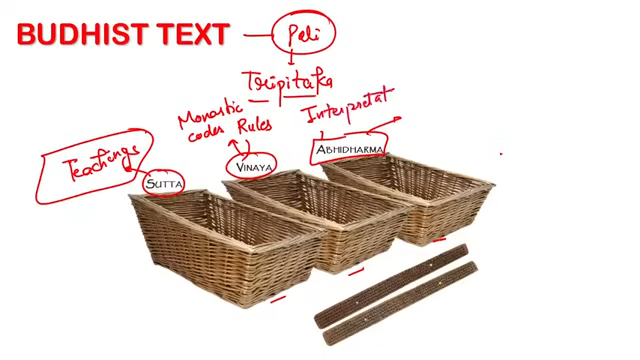 BUDHIST TEXT
Pali
Tripitaka
Monastic
codes Rules
Interpretat
Teachings
SUTTA
VINAYA
ABHIDHARMA